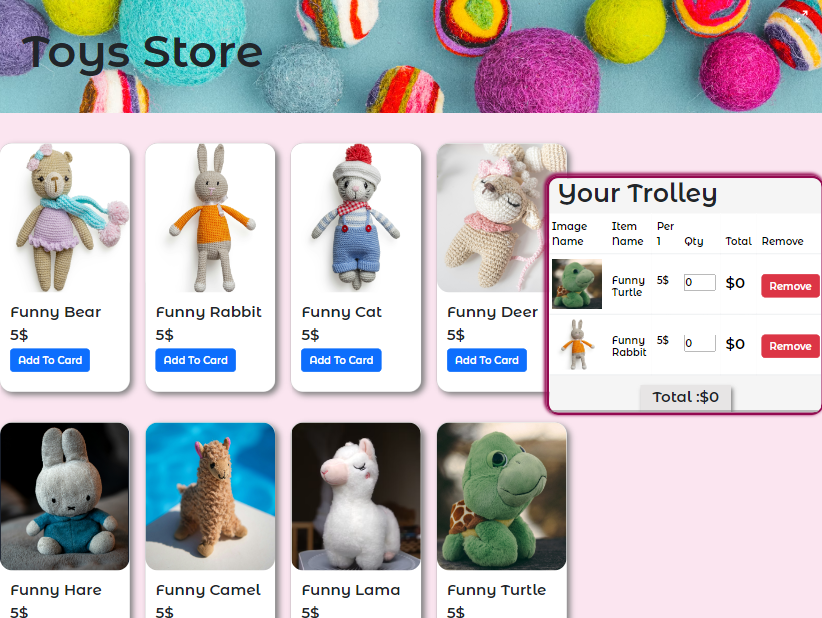 Toys Store
Your Trolley
Image Name
Item Name
Per 1
Qty
Total
Remove
Funny Turtle
5$
0
$0
Remove
Funny Rabbit
5$
0
$0
Remove
Total :$0
Funny Bear
5$
Add To Card
Funny Rabbit
5$
Add To Card
Funny Cat
5$
Add To Card
Funny Deer
5$
Add To Card
Funny Hare
5$
Funny Camel
5$
Funny Lama
5$
Funny Turtle
5$